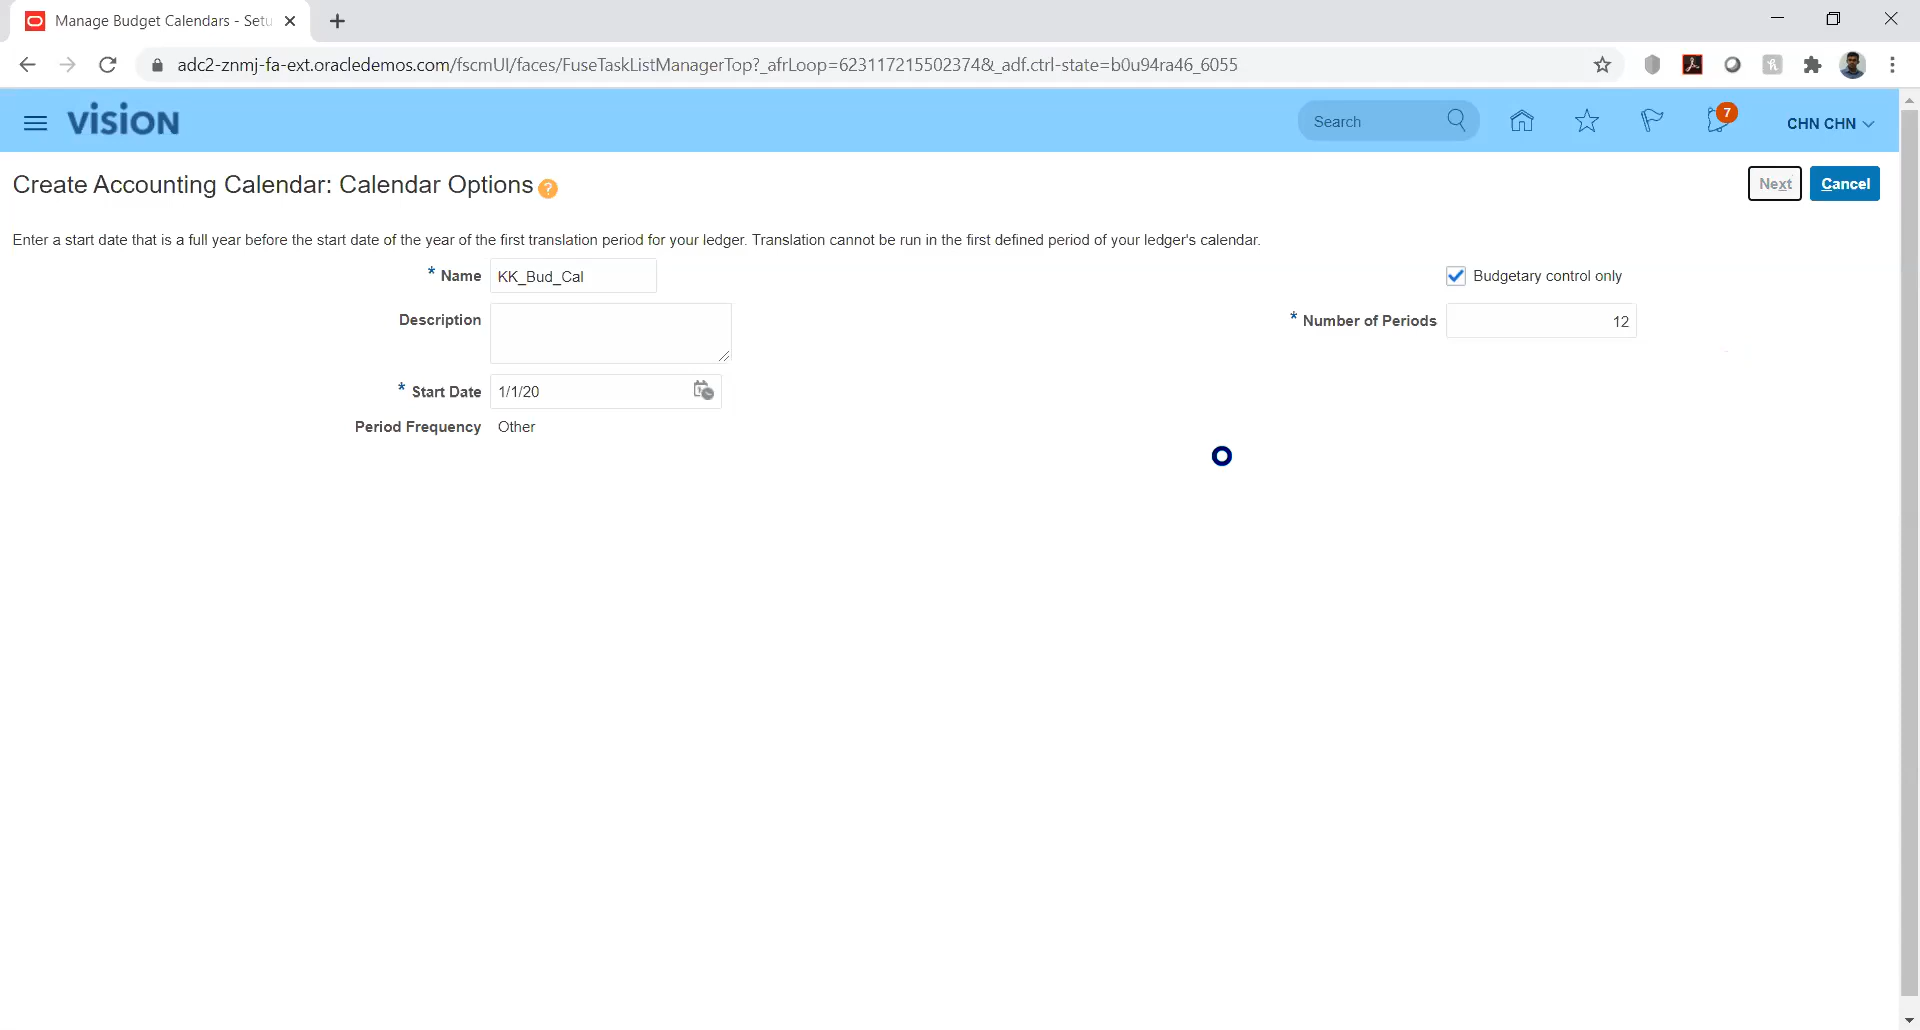 Manage Budget Calendars - Setu
adc2-znmj-fa-ext.oracledemos.com/fscmUI/faces/FuseTaskListManagerTop?_afrLoop=6231172155023748&_adf.ctrl-state=b0u94ra46_6055
VISION
Search
7
CHN CHN
Create Accounting Calendar: Calendar Options ?
Next
Cancel
Enter a start date that is a full year before the start date of the year of the first translation period for your ledger. Translation cannot be run in the first defined period of your ledger's calendar.
* Name KK_Bud_Cal
Budgetary control only
Description
* Number of Periods 12
* Start Date 1/1/20
Period Frequency Other